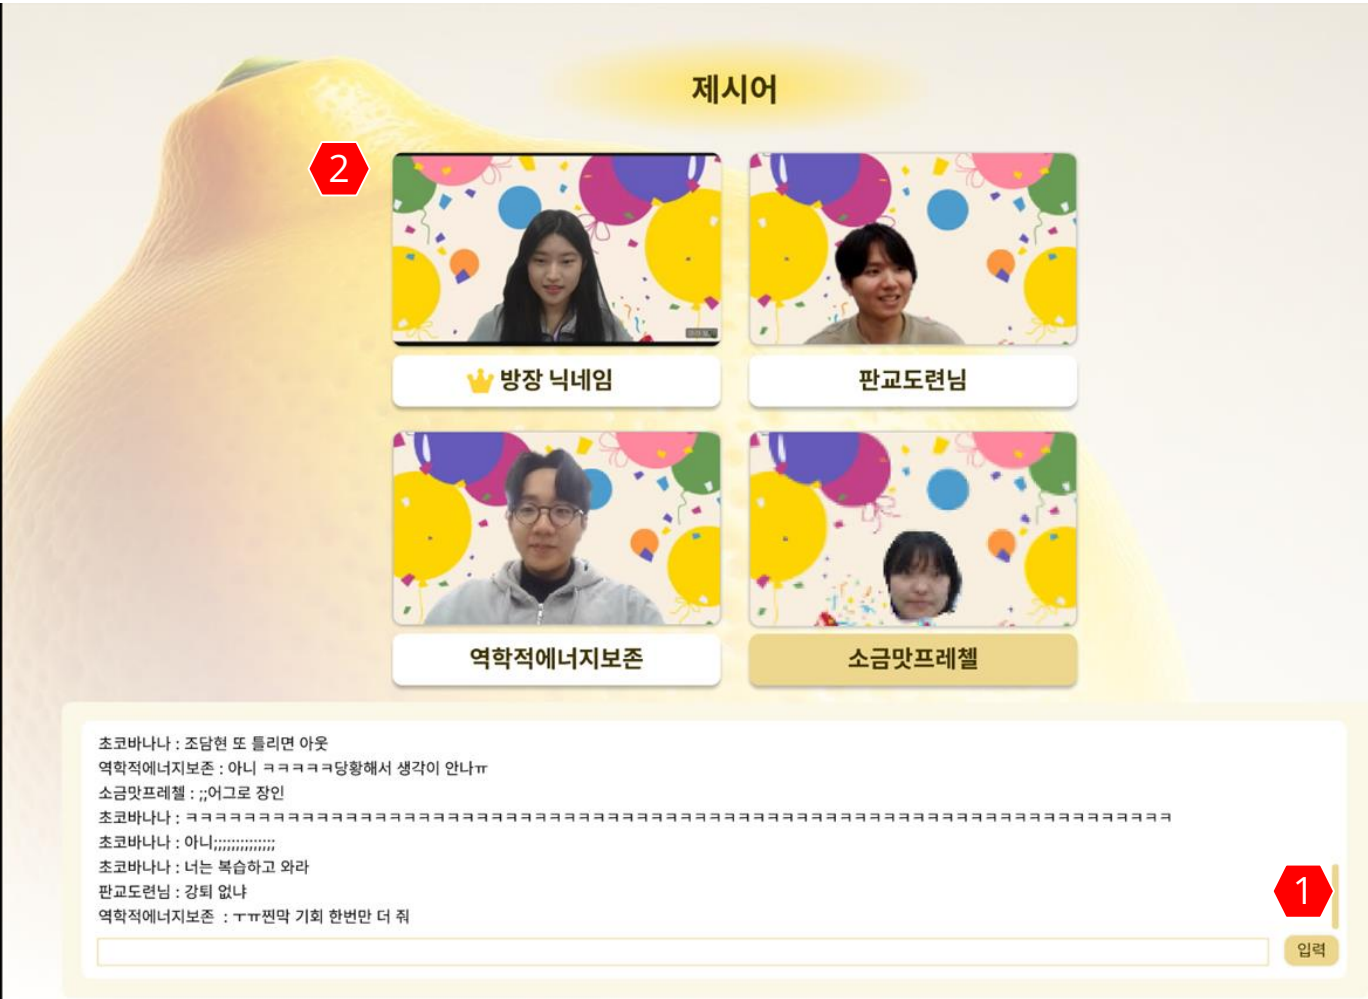 제시어
2
방장 닉네임
판교도련님
역학적에너지보존
소금맛프레첼
초코바나나 : 조담현 또 틀리면 아웃
역학적에너지보존 : 아니 ㅋㅋㅋㅋㅋ당황해서 생각이 안나ㅠ
소금맛프레첼 : ;;어그로 장인
초코바나나 : ㅋㅋㅋㅋㅋㅋㅋㅋㅋㅋㅋㅋㅋㅋㅋㅋㅋㅋㅋㅋㅋㅋㅋㅋㅋㅋㅋㅋㅋㅋㅋㅋㅋㅋㅋㅋㅋㅋㅋㅋㅋㅋㅋㅋㅋㅋㅋㅋㅋㅋㅋㅋㅋㅋㅋㅋㅋㅋㅋㅋㅋㅋㅋㅋㅋㅋㅋㅋ
초코바나나 : 아니;;;;;;;;;;;;;;
초코바나나 : 너는 복습하고 와라
판교도련님 : 강퇴 없냐
역학적에너지보존 : ㅜㅠ찐막 기회 한번만 더 줘
1
입력